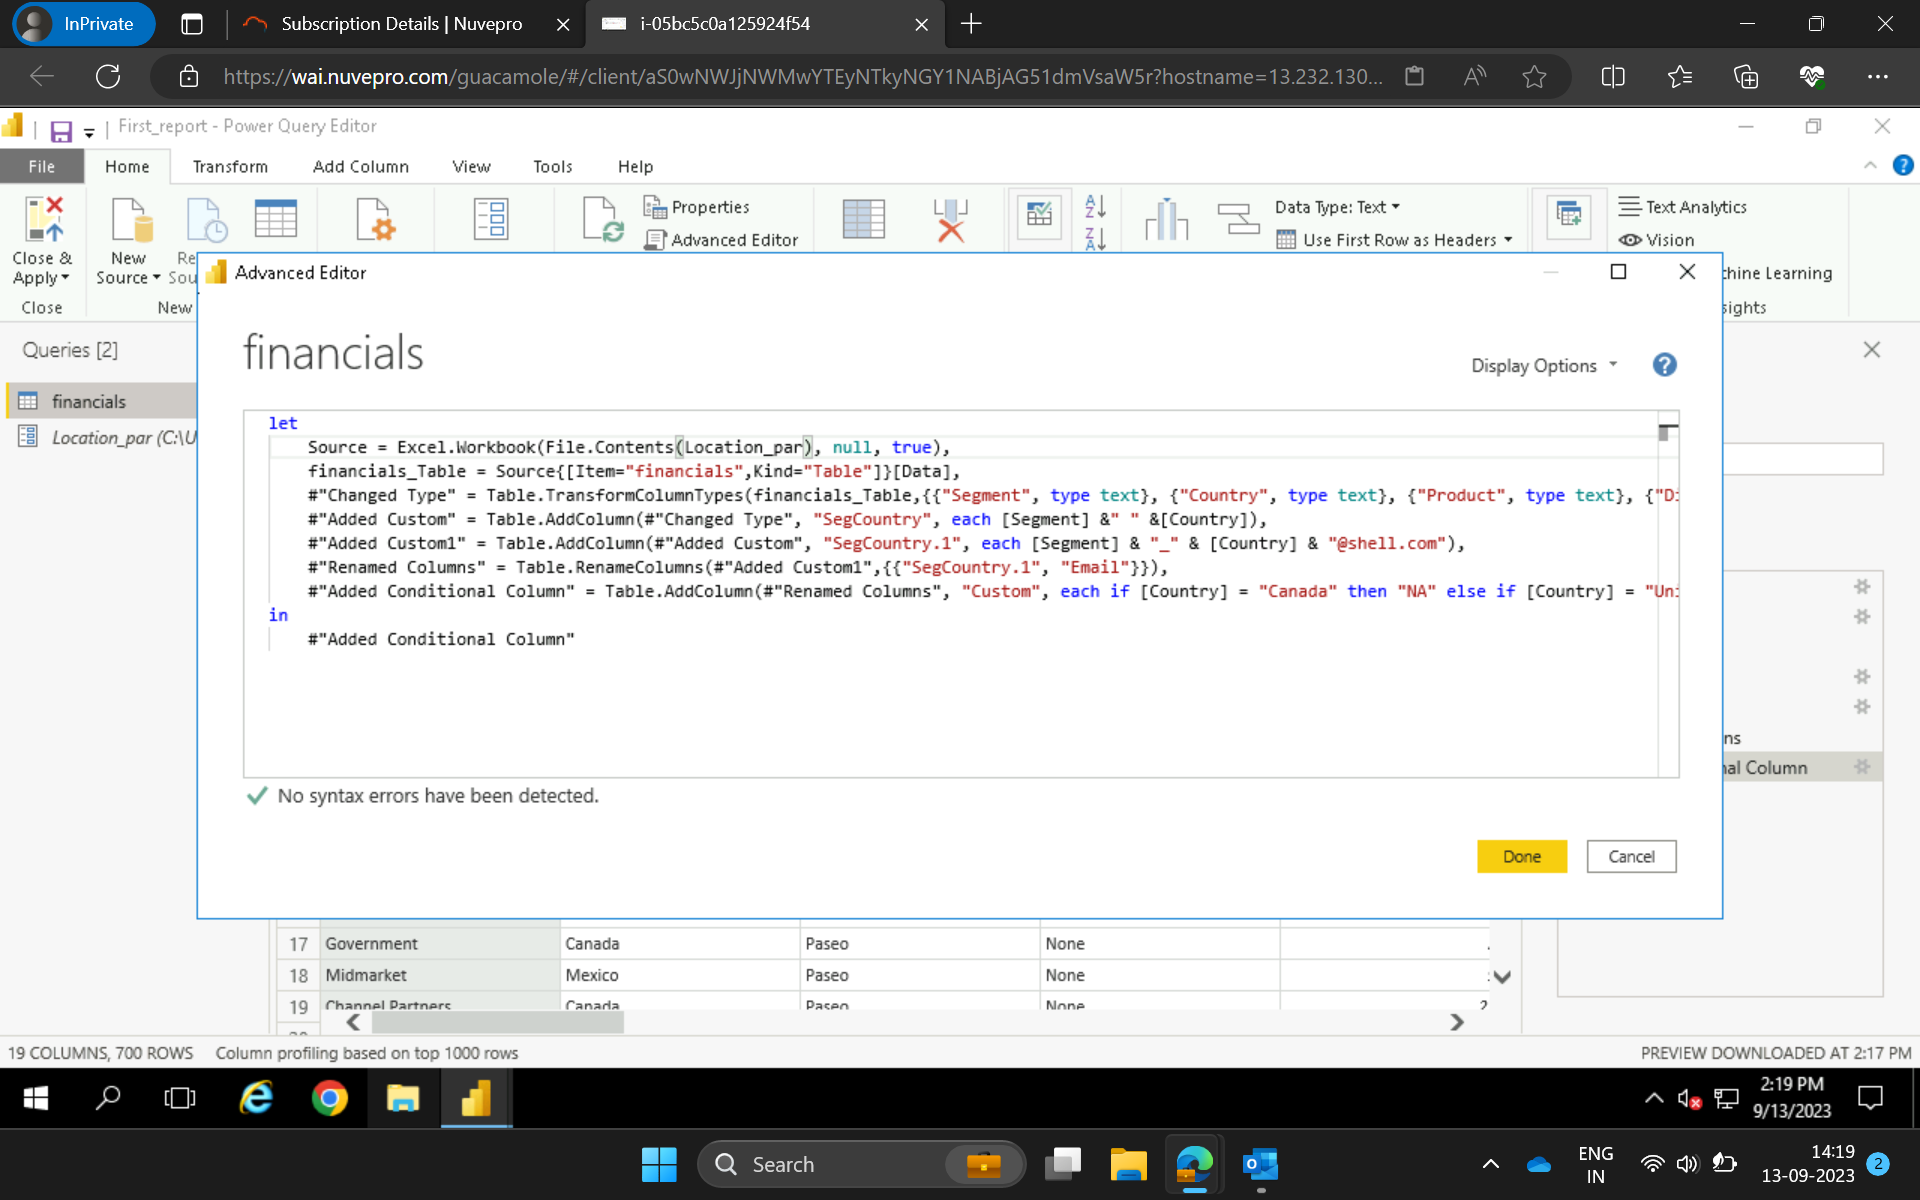 InPrivate
Subscription Details | Nuvepro
i-05bc5c0a125924f54
https://wai.nuvepro.com/guacamole/#/client/aS0wNWJjNWMwYTEyNTkyNGY1NABjAG51dmVsaW5r?hostname=13.232.130...
First_report - Power Query Editor
File Home Transform Add Column View Tools Help
Properties
Data Type: Text
Text Analytics
Advanced Editor
Use First Row as Headers
Vision
Close & Apply
New Source
Re
Sou
chine Learning
Close
New
sights
Advanced Editor
Queries [2]
financials
Location_par (C:\U
financials
Display Options
let
Source = Excel.Workbook(File.Contents(Location_par), null, true),
financials_Table = Source{[Item="financials",Kind="Table"]}[Data],
#"Changed Type" = Table.TransformColumnTypes(financials_Table,{{"Segment", type text}, {"Country", type text}, {"Product", type text}, {"Di
#"Added Custom" = Table.AddColumn(#"Changed Type", "SegCountry", each [Segment] &" " &[Country]),
#"Added Custom1" = Table.AddColumn(#"Added Custom", "SegCountry.1", each [Segment] & "_" & [Country] & "@shell.com"),
#"Renamed Columns" = Table.RenameColumns(#"Added Custom1",{{"SegCountry.1", "Email"}}),
#"Added Conditional Column" = Table.AddColumn(#"Renamed Columns", "Custom", each if [Country] = "Canada" then "NA" else if [Country] = "Uni
in
#"Added Conditional Column"
ns
nal Column
No syntax errors have been detected.
Done
Cancel
17 Government Canada Paseo None
18 Midmarket Mexico Paseo None
19 Channel Partners Canada Paseo None 2
19 COLUMNS, 700 ROWS
Column profiling based on top 1000 rows
PREVIEW DOWNLOADED AT 2:17 PM
2:19 PM
9/13/2023
Search
ENG
IN
14:19
13-09-2023
2